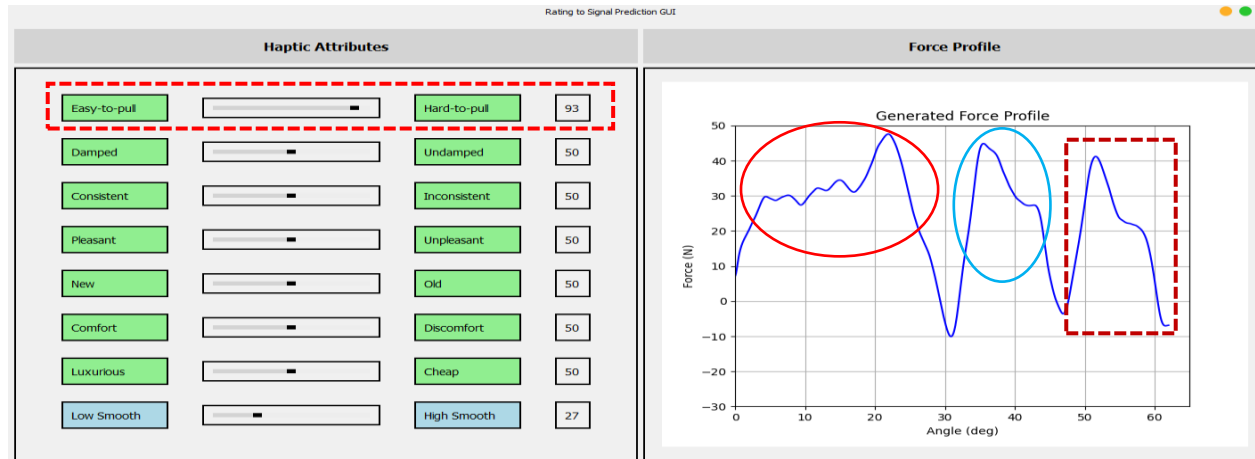 Rating to Signal Prediction GUI
Haptic Attributes
Easy-to-pull Hard-to-pull 93
Damped Undamped 50
Consistent Inconsistent 50
Pleasant Unpleasant 50
New Old 50
Comfort Discomfort 50
Luxurious Cheap 50
Low Smooth High Smooth 27
Force Profile
Generated Force Profile
50
40
30
20
10
0
−10
−20
−30
Force (N)
0 10 20 30 40 50 60
Angle (deg)